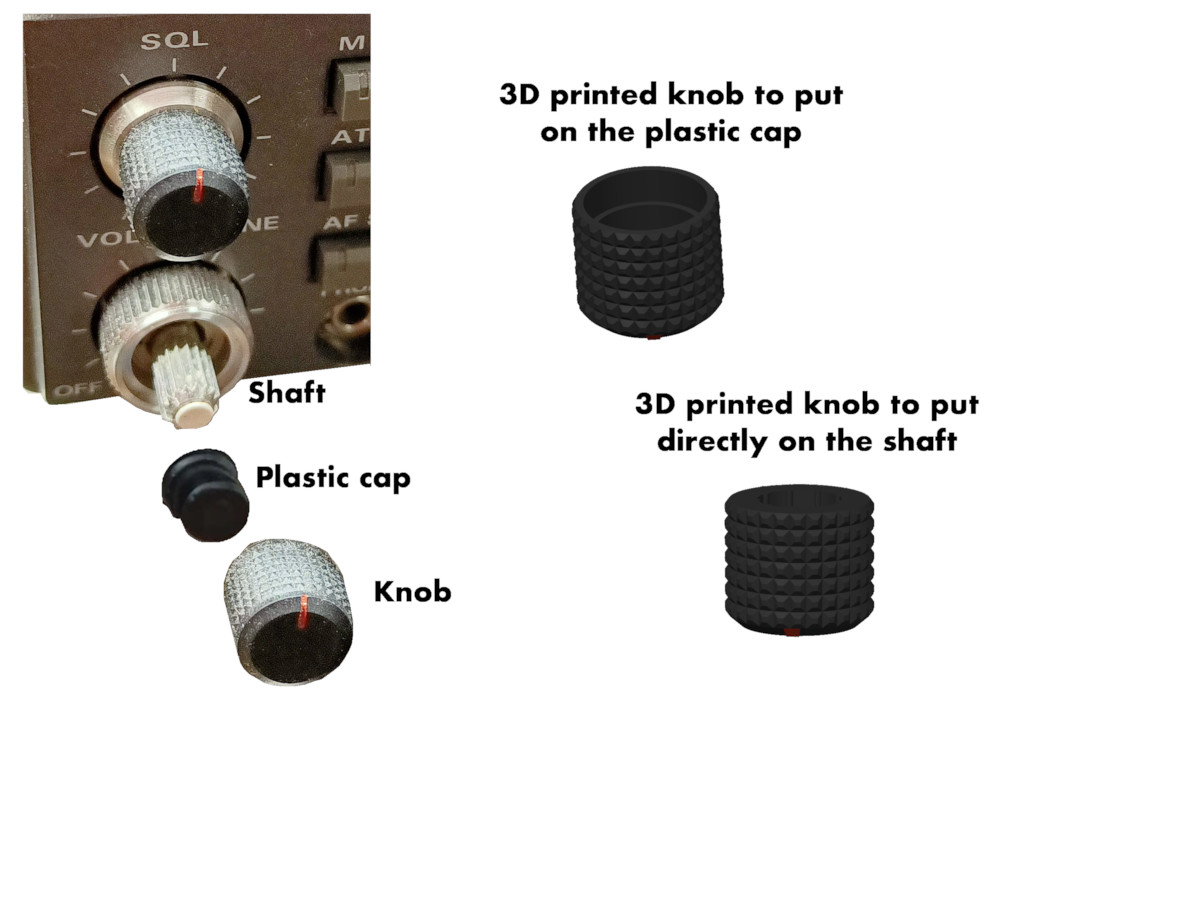 SQL
M
AT
VOL NE
AF
OFF
Shaft
Plastic cap
Knob
3D printed knob to put
on the plastic cap
3D printed knob to put
directly on the shaft